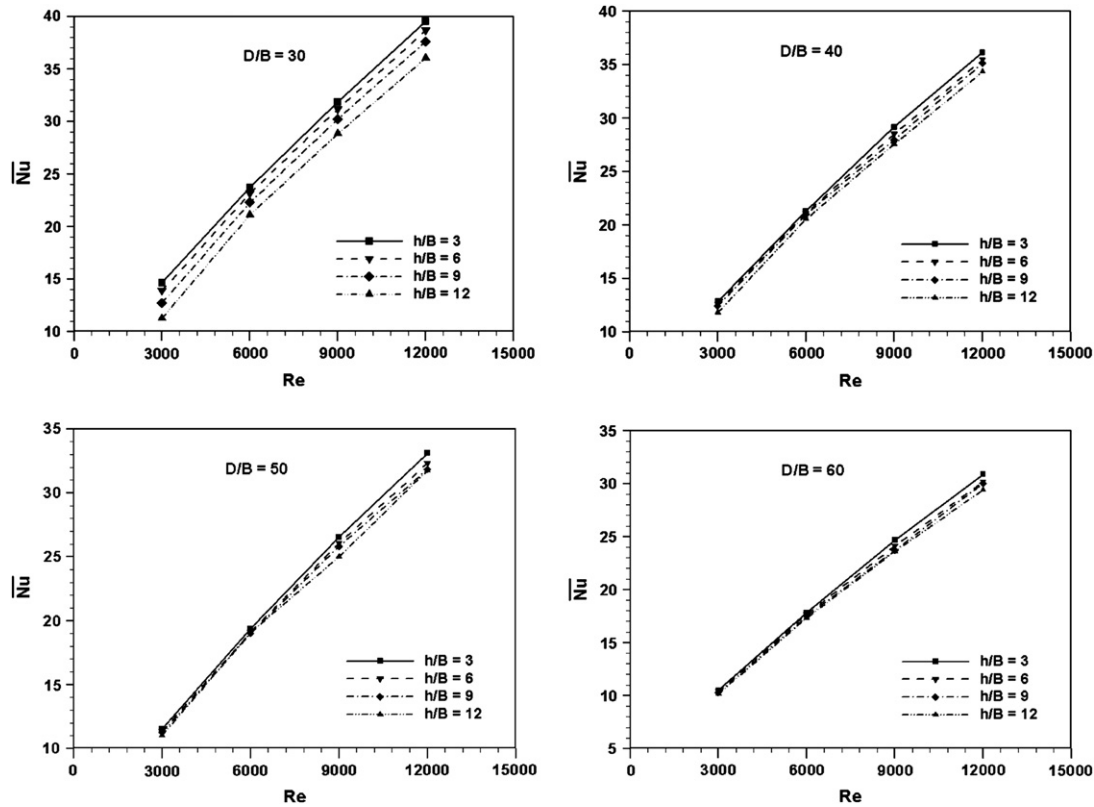 40
35
30
25
20
15
10
Nu
D/B = 30
h/B = 3
h/B = 6
h/B = 9
h/B = 12
0 3000 6000 9000 12000 15000
Re
40
35
30
25
20
15
10
Nu
D/B = 40
h/B = 3
h/B = 6
h/B = 9
h/B = 12
0 3000 6000 9000 12000 15000
Re
35
30
25
20
15
10
Nu
D/B = 50
h/B = 3
h/B = 6
h/B = 9
h/B = 12
0 3000 6000 9000 12000 15000
Re
35
30
25
20
15
10
5
Nu
D/B = 60
h/B = 3
h/B = 6
h/B = 9
h/B = 12
0 3000 6000 9000 12000 15000
Re